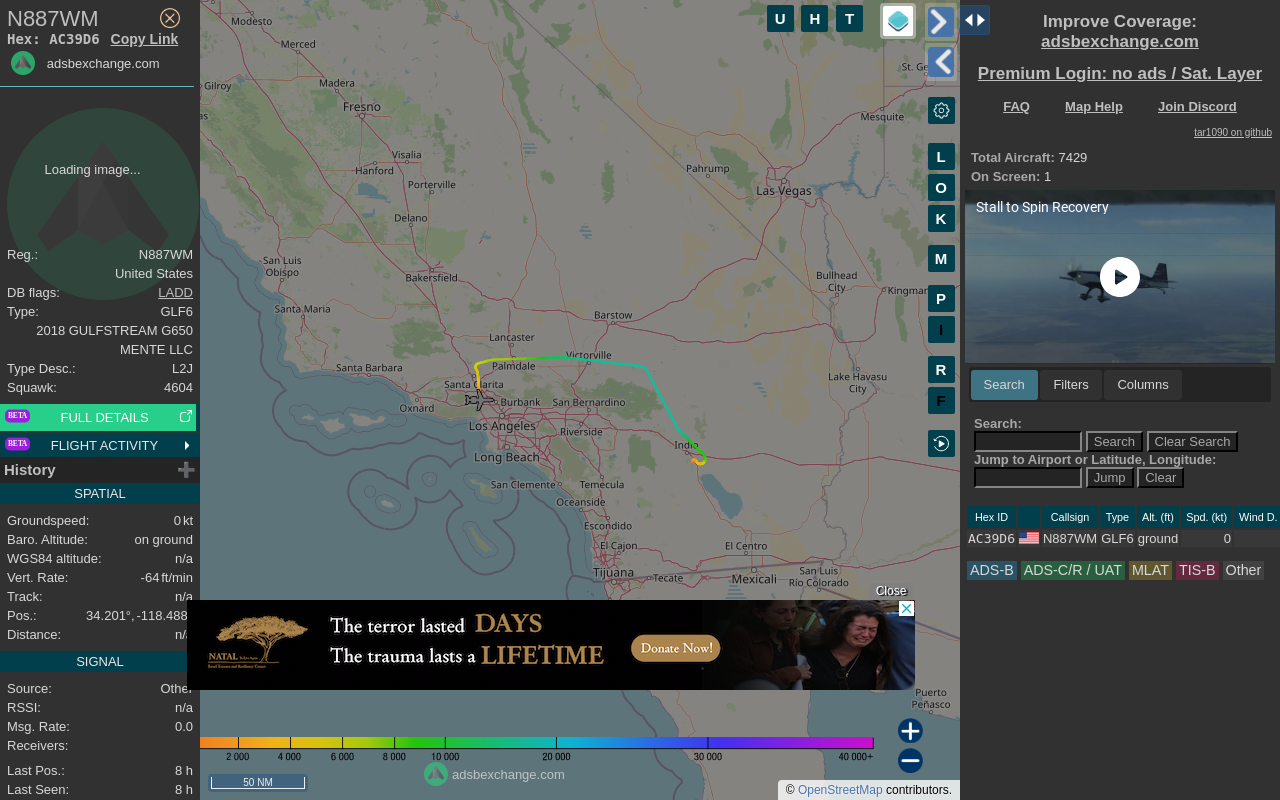 N887WM
Hex: AC39D6 Copy Link
adsbexchange.com
Loading image...
Reg.: N887WM
United States
DB flags: LADD
Type: GLF6
2018 GULFSTREAM G650
MENTE LLC
Type Desc.: L2J
Squawk: 4604
BETA FULL DETAILS
BETA FLIGHT ACTIVITY
History
SPATIAL
Groundspeed: 0 kt
Baro. Altitude: on ground
WGS84 altitude: n/a
Vert. Rate: -64 ft/min
Track: n/a
Pos.: 34.201°, -118.488
Distance: n/a
SIGNAL
Source: Other
RSSI: n/a
Msg. Rate: 0.0
Receivers:
Last Pos.: 8 h
Last Seen: 8 h
U H T
L
O
K
M
P
I
R
F
Modesto
Merced
Gilroy
Madera
Fresno
Visalia
Hanford
Porterville
Delano
San Luis
Obispo
Bakersfield
Santa Maria
Santa Barbara
Lancaster
Palmdale
Victorville
Barstow
Santa Clarita
Oxnard
Burbank
San Bernardino
Los Angeles
Riverside
Indio
Long Beach
San Clemente
Temecula
Oceanside
Escondido
El Cajon
El Centro
Tijuana
Tecate
Mexicali
San Luis
Río Colorado
Puerto
Peñasco
St. Ge
Mesquite
Pahrump
Las Vegas
Bullhead
City
Kingman
Lake Havasu
City
Close
NATAL
The terror lasted DAYS
The trauma lasts a LIFETIME
Donate Now!
2 000 4 000 6 000 8 000 10 000 20 000 30 000 40 000+
50 NM
adsbexchange.com
© OpenStreetMap contributors.
Improve Coverage:
adsbexchange.com
Premium Login: no ads / Sat. Layer
FAQ Map Help Join Discord
tar1090 on github
Total Aircraft: 7429
On Screen: 1
Stall to Spin Recovery
Search Filters Columns
Search:
Search Clear Search
Jump to Airport or Latitude, Longitude:
Jump Clear
Hex ID Callsign Type Alt. (ft) Spd. (kt) Wind D.
AC39D6 N887WM GLF6 ground 0
ADS-B ADS-C/R / UAT MLAT TIS-B Other